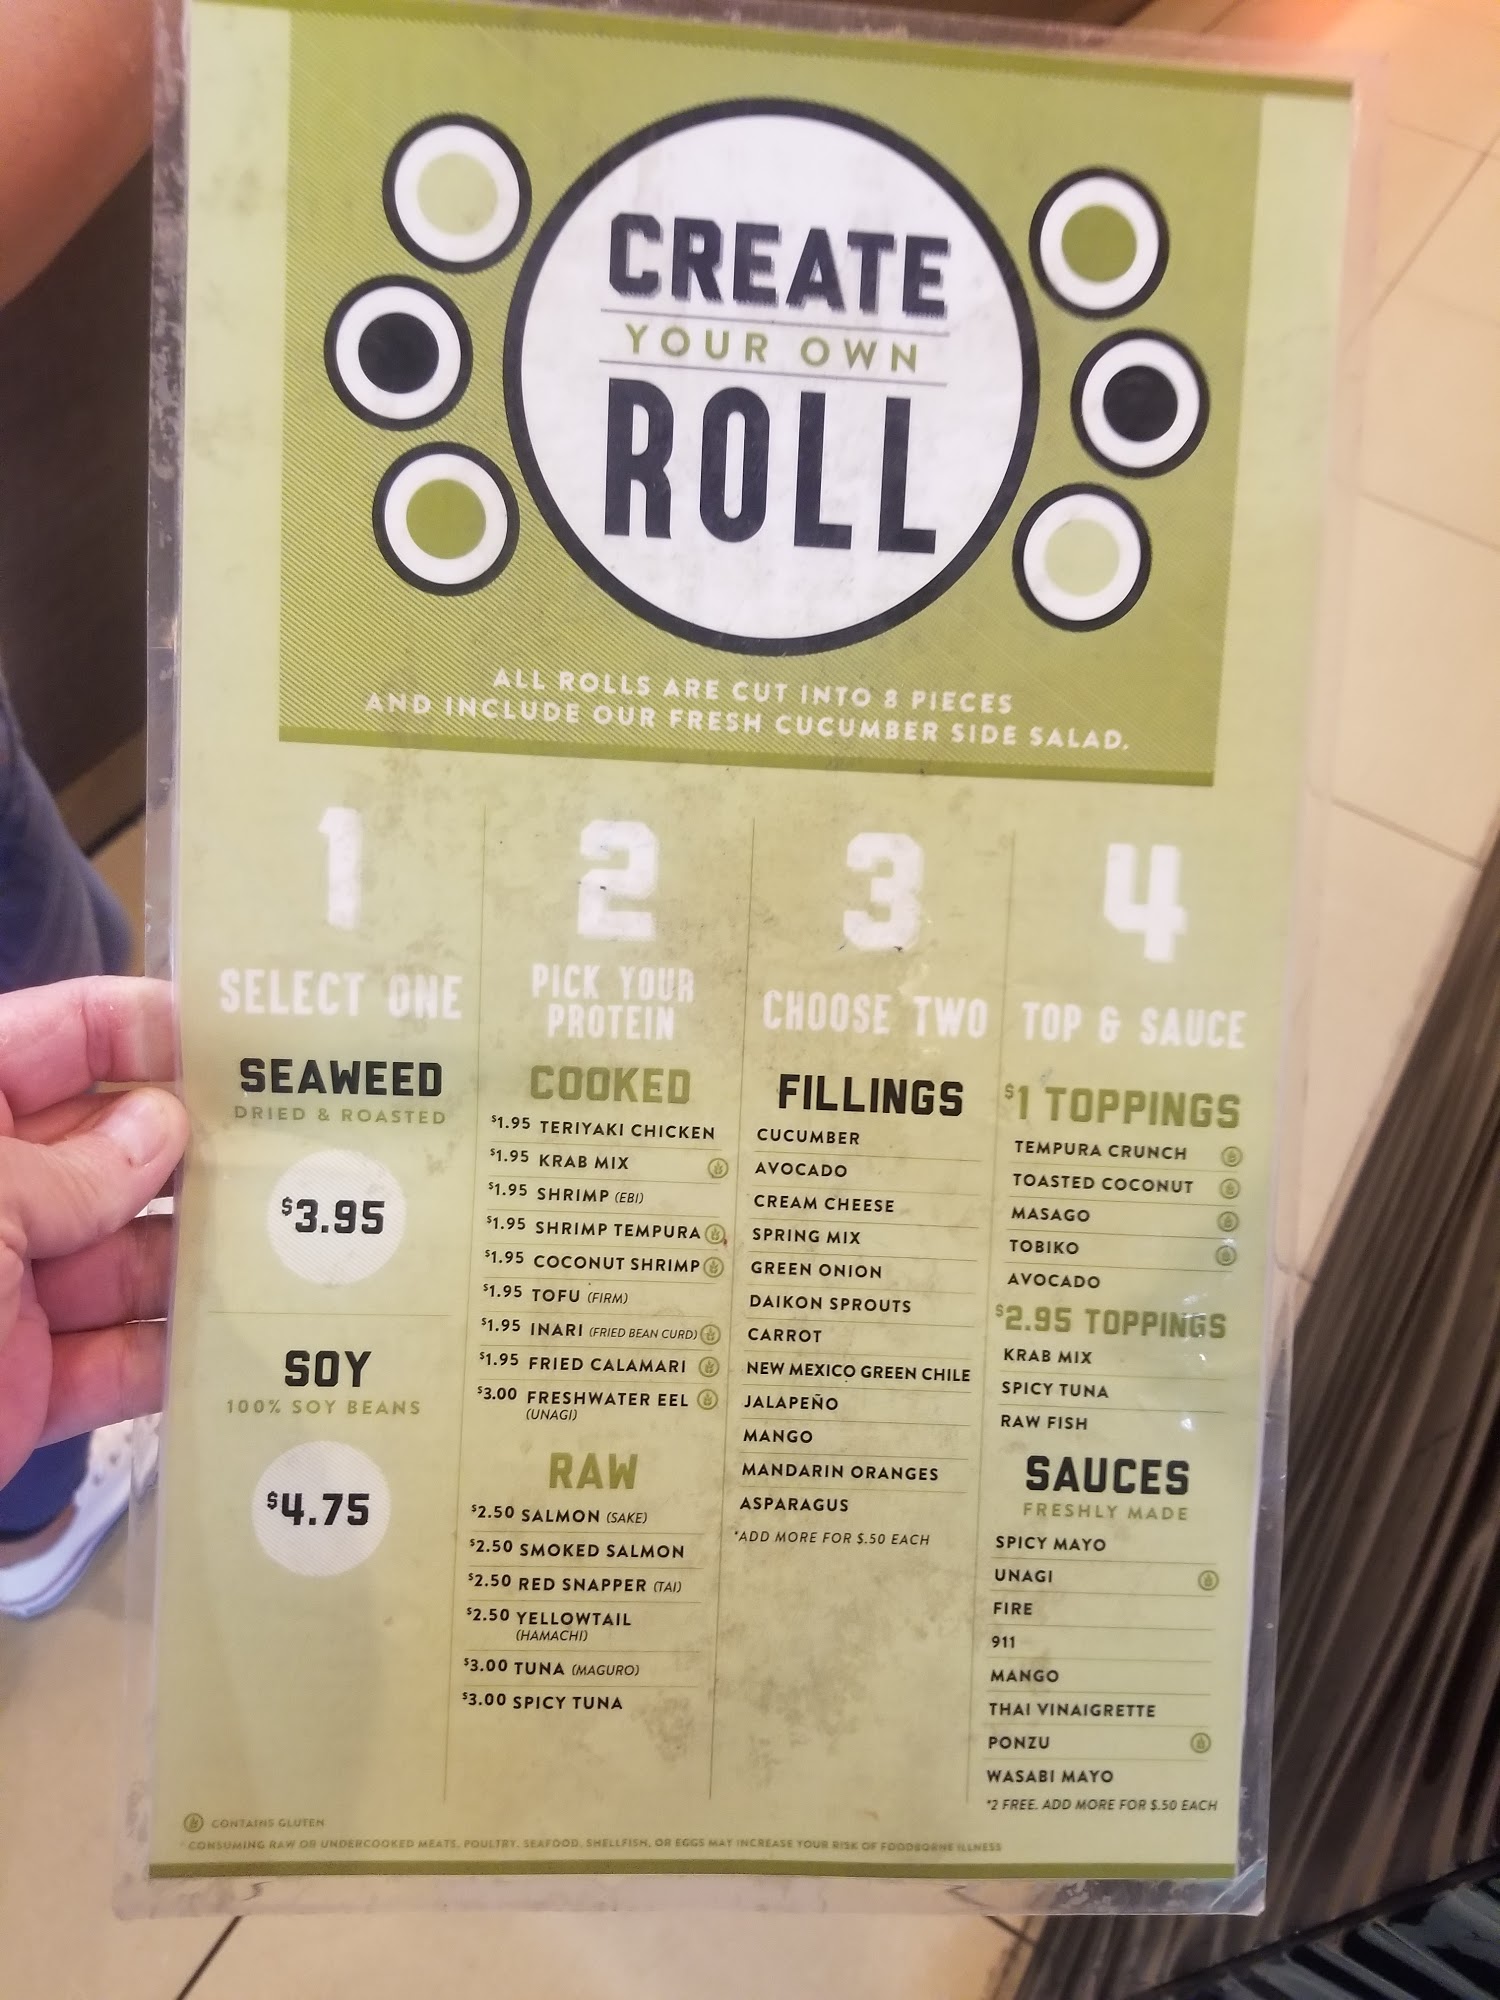 CREATE
YOUR OWN
ROLL
ALL ROLLS ARE CUT INTO 8 PIECES
AND INCLUDE OUR FRESH CUCUMBER SIDE SALAD.
1
SELECT ONE
SEAWEED
DRIED & ROASTED
$3.95
SOY
100% SOY BEANS
$4.75
2
PICK YOUR
PROTEIN
COOKED
$1.95 TERIYAKI CHICKEN
$1.95 KRAB MIX
$1.95 SHRIMP (EBI)
$1.95 SHRIMP TEMPURA
$1.95 COCONUT SHRIMP
$1.95 TOFU (FIRM)
$1.95 INARI (FRIED BEAN CURD)
$1.95 FRIED CALAMARI
$3.00 FRESHWATER EEL
(UNAGI)
RAW
$2.50 SALMON (SAKE)
$2.50 SMOKED SALMON
$2.50 RED SNAPPER (TAI)
$2.50 YELLOWTAIL
(HAMACHI)
$3.00 TUNA (MAGURO)
$3.00 SPICY TUNA
3
CHOOSE TWO
FILLINGS
CUCUMBER
AVOCADO
CREAM CHEESE
SPRING MIX
GREEN ONION
DAIKON SPROUTS
CARROT
NEW MEXICO GREEN CHILE
JALAPEÑO
MANGO
MANDARIN ORANGES
ASPARAGUS
*ADD MORE FOR $.50 EACH
4
TOP & SAUCE
$1 TOPPINGS
TEMPURA CRUNCH
TOASTED COCONUT
MASAGO
TOBIKO
AVOCADO
$2.95 TOPPINGS
KRAB MIX
SPICY TUNA
RAW FISH
SAUCES
FRESHLY MADE
SPICY MAYO
UNAGI
FIRE
911
MANGO
THAI VINAIGRETTE
PONZU
WASABI MAYO
*2 FREE. ADD MORE FOR $.50 EACH
CONTAINS GLUTEN
* CONSUMING RAW OR UNDERCOOKED MEATS, POULTRY, SEAFOOD, SHELLFISH, OR EGGS MAY INCREASE YOUR RISK OF FOODBORNE ILLNESS